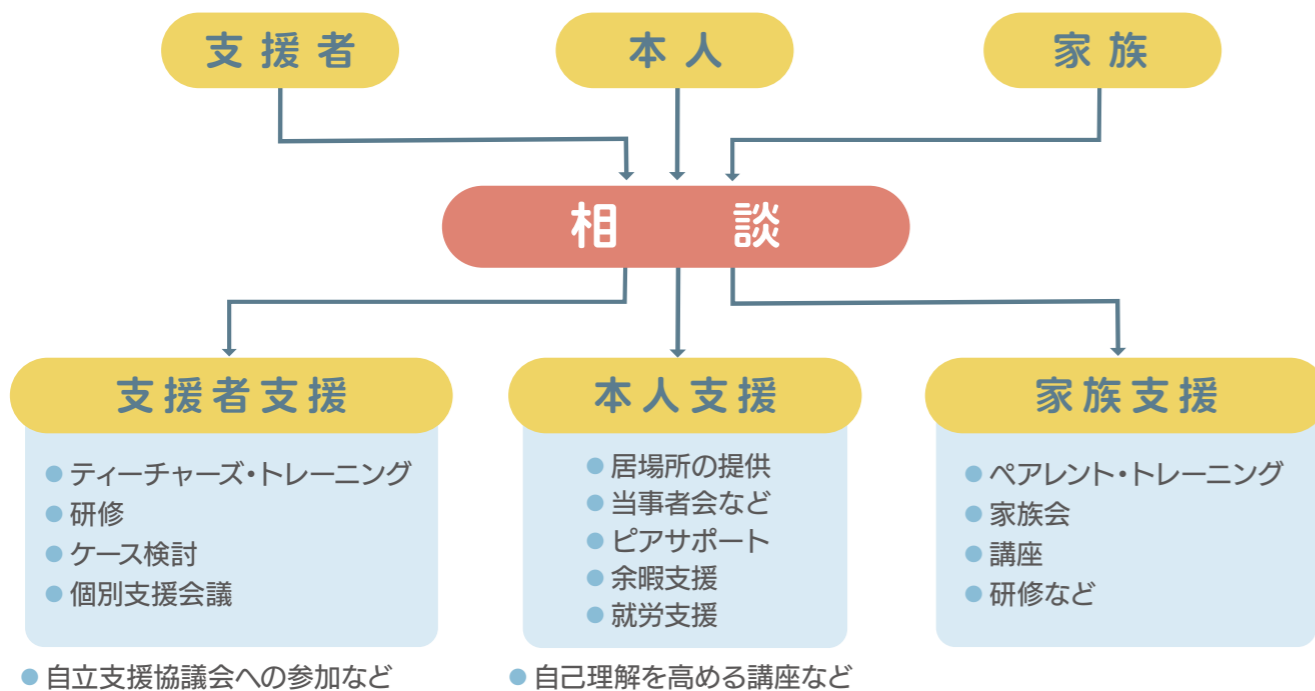 支援者
本人
家族
相談
支援者支援
ティーチャーズ・トレーニング
研修
ケース検討
個別支援会議
自立支援協議会への参加など
本人支援
居場所の提供
当事者会など
ピアサポート
余暇支援
就労支援
自己理解を高める講座など
家族支援
ペアレント・トレーニング
家族会
講座
研修など